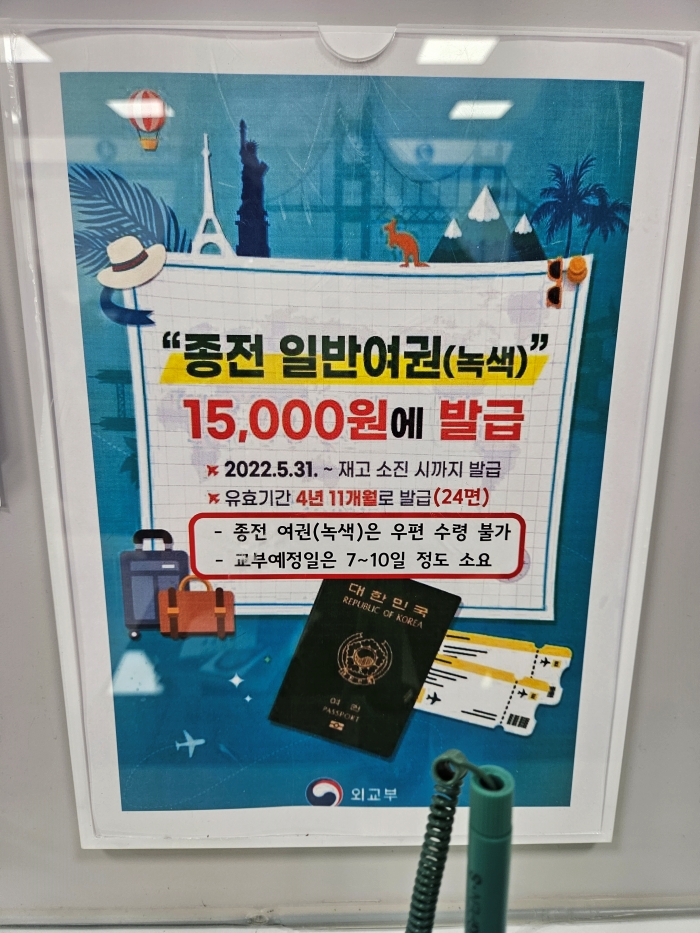 “종전 일반여권(녹색)”
15,000원에 발급
2022.5.31. ~ 재고 소진 시까지 발급
유효기간 4년 11개월로 발급(24면)
- 종전 여권(녹색)은 우편 수령 불가
- 교부예정일은 7~10일 정도 소요
대한민국
REPUBLIC OF KOREA
여권
PASSPORT
외교부